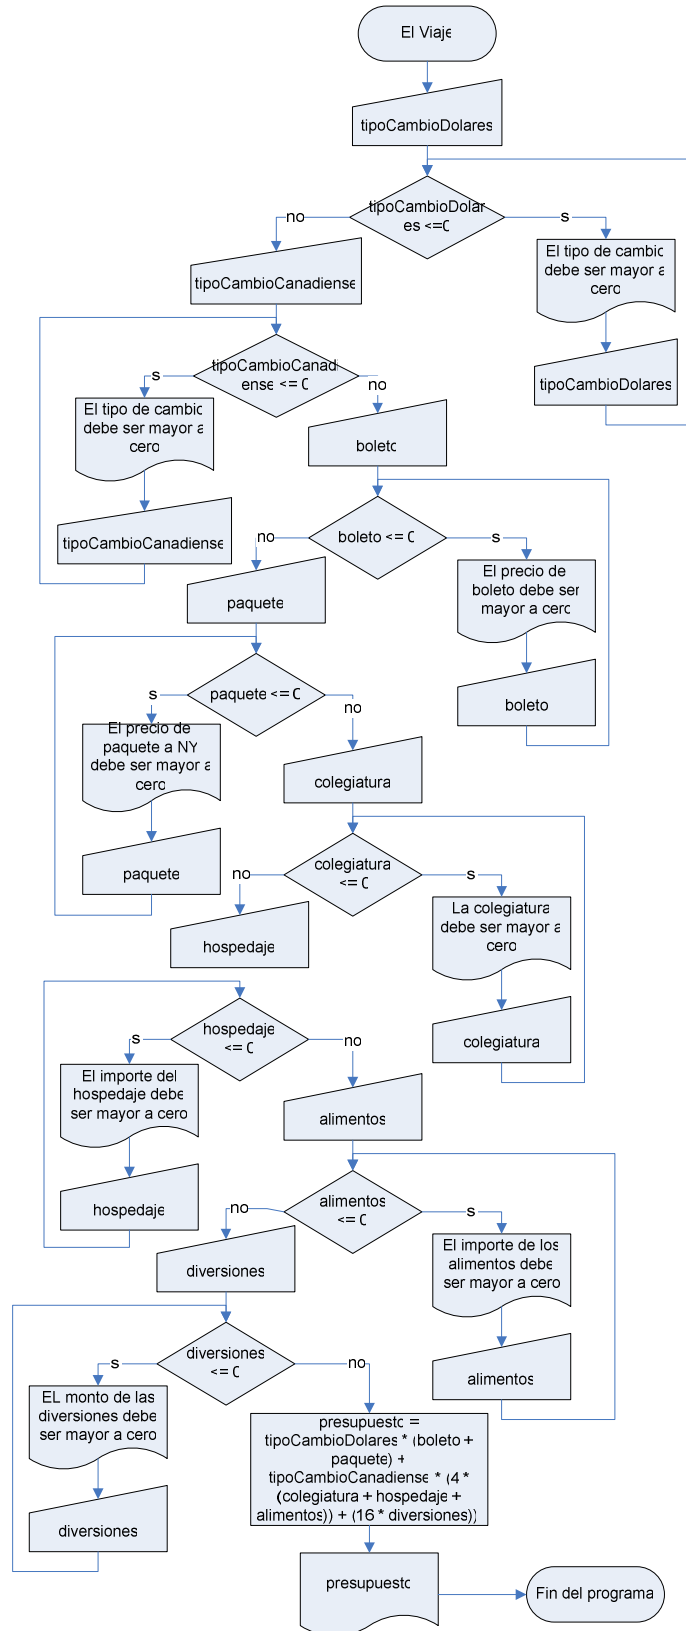 El Viaje
tipoCambioDolares
tipoCambioDolar
es <=0
no
s
tipoCambioCanadiense
El tipo de cambio
debe ser mayor a
cero
tipoCambioDolares
tipoCambioCanadi
ense <= 0
s
no
El tipo de cambio
debe ser mayor a
cero
boleto
tipoCambioCanadiense
boleto <= 0
no
s
paquete
El precio de
boleto debe ser
mayor a cero
boleto
paquete <= 0
s
no
El precio de
paquete a NY
debe ser mayor a
cero
colegiatura
paquete
colegiatura
<= 0
no
s
hospedaje
La colegiatura
debe ser mayor a
cero
colegiatura
hospedaje
<= 0
s
no
El importe del
hospedaje debe
ser mayor a cero
alimentos
hospedaje
alimentos
<= 0
no
s
diversiones
El importe de los
alimentos debe
ser mayor a cero
alimentos
diversiones
<= 0
s
no
EL monto de las
diversiones debe
ser mayor a cero
diversiones
presupuesto =
tipoCambioDolares * (boleto +
paquete) +
tipoCambioCanadiense * (4 *
(colegiatura + hospedaje +
alimentos)) + (16 * diversiones))
presupuesto
Fin del programa